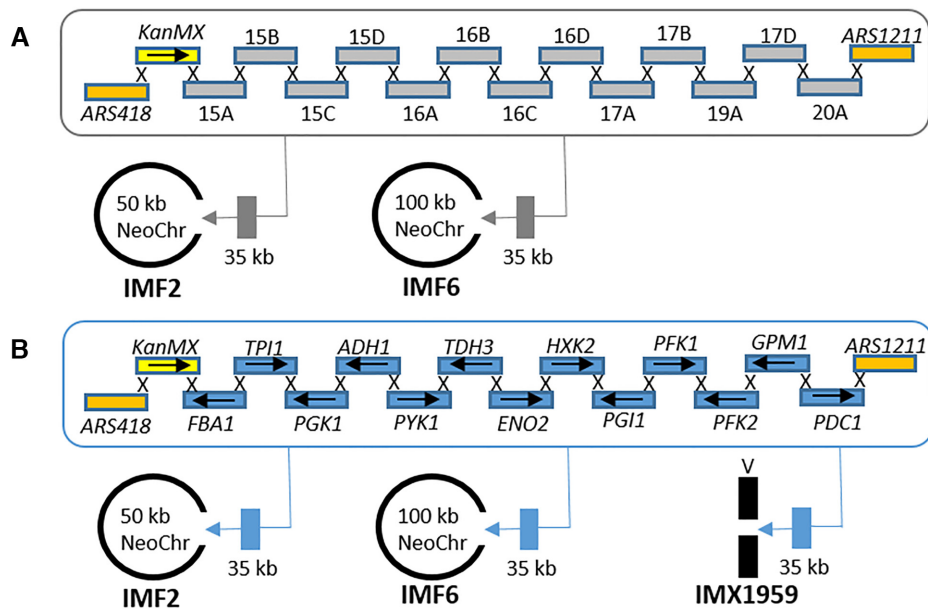 A
KanMX 15B 15D 16B 16D 17B 17D ARS1211
X X X X X X X X X X X X X X
ARS418 15A 15C 16A 16C 17A 19A 20A
50 kb
NeoChr
35 kb
IMF2
100 kb
NeoChr
35 kb
IMF6
B
KanMX TPI1 ADH1 TDH3 HXK2 PFK1 GPM1 ARS1211
X X X X X X X X X X X X X X
ARS418 FBA1 PGK1 PYK1 ENO2 PGI1 PFK2 PDC1
50 kb
NeoChr
35 kb
IMF2
100 kb
NeoChr
35 kb
IMF6
V
35 kb
IMX1959